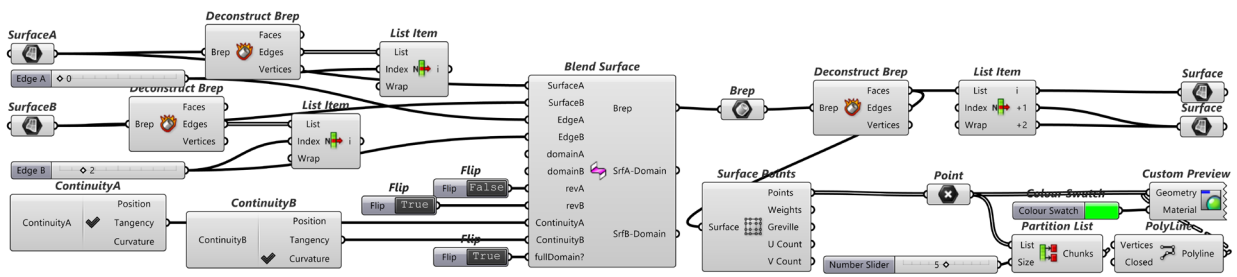 SurfaceA
Deconstruct Brep
Brep
Faces
Edges
Vertices
List Item
List
Index
Wrap
N
i
Edge A
0
SurfaceB
Deconstruct Brep
Brep
Faces
Edges
Vertices
List Item
List
Index
Wrap
N
i
Edge B
2
ContinuityA
ContinuityA
Position
Tangency
Curvature
ContinuityB
ContinuityB
Position
Tangency
Curvature
Flip
Flip False
Flip
Flip True
Flip
Flip True
Blend Surface
SurfaceA
SurfaceB
EdgeA
EdgeB
domainA
domainB
revA
revB
ContinuityA
ContinuityB
fullDomain?
Brep
SrfA-Domain
SrfB-Domain
Brep
Deconstruct Brep
Brep
Faces
Edges
Vertices
List Item
List
Index
Wrap
N
i
+1
+2
Surface
Surface
Surface Points
Surface
Points
Weights
Greville
U Count
V Count
Point
Colour Swatch
Colour Swatch
Custom Preview
Geometry
Material
Number Slider
5
Partition List
List
Size
Chunks
PolyLine
Vertices
Closed
Polyline